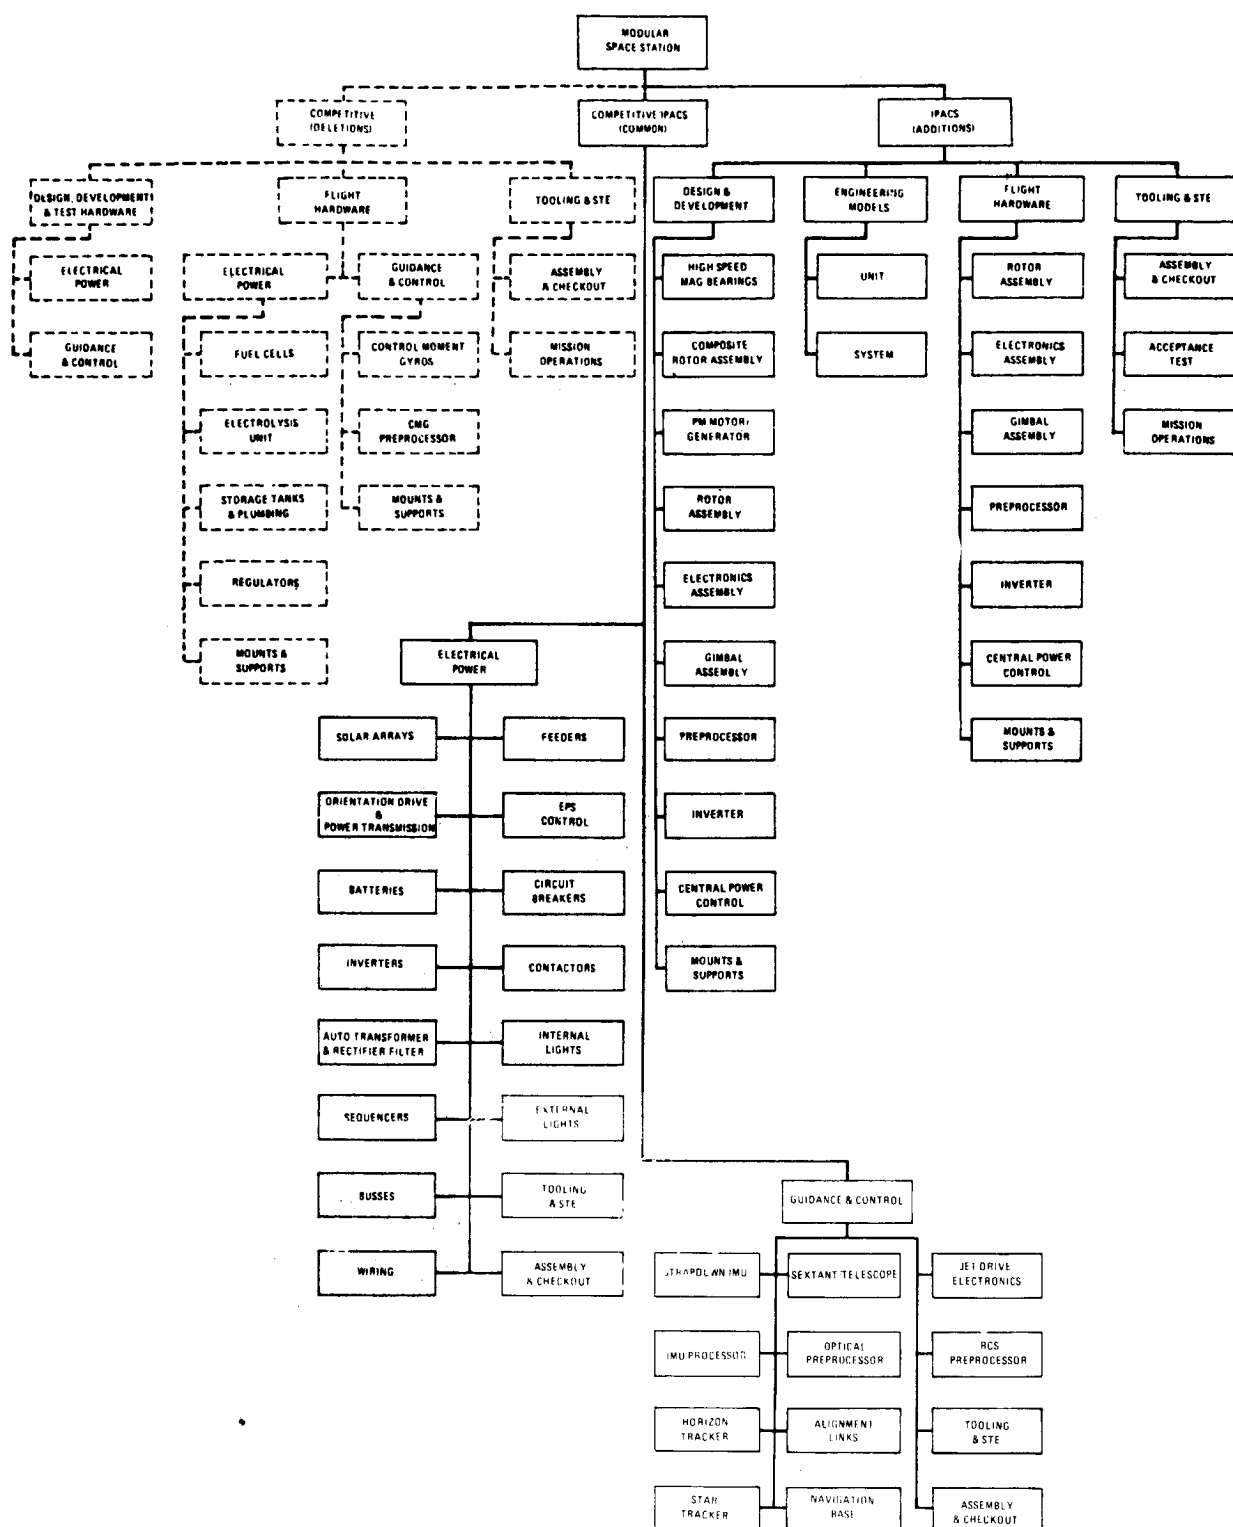 MODULAR
SPACE STATION
COMPETITIVE
(DELETIONS)
COMPETITIVE IPACS
(COMMON)
IPACS
(ADDITIONS)
DESIGN, DEVELOPMENT
& TEST HARDWARE
FLIGHT
HARDWARE
TOOLING & STE
DESIGN &
DEVELOPMENT
ENGINEERING
MODELS
FLIGHT
HARDWARE
TOOLING & STE
ELECTRICAL
POWER
GUIDANCE
& CONTROL
ELECTRICAL
POWER
FUEL CELLS
ELECTROLYSIS
UNIT
STORAGE TANKS
& PLUMBING
REGULATORS
MOUNTS &
SUPPORTS
GUIDANCE
& CONTROL
CONTROL MOMENT
GYROS
CMG
PREPROCESSOR
MOUNTS &
SUPPORTS
ASSEMBLY
& CHECKOUT
MISSION
OPERATIONS
HIGH SPEED
MAG BEARINGS
COMPOSITE
ROTOR ASSEMBLY
PM MOTOR/
GENERATOR
ROTOR
ASSEMBLY
ELECTRONICS
ASSEMBLY
GIMBAL
ASSEMBLY
PREPROCESSOR
INVERTER
CENTRAL POWER
CONTROL
MOUNTS &
SUPPORTS
UNIT
SYSTEM
ROTOR
ASSEMBLY
ELECTRONICS
ASSEMBLY
GIMBAL
ASSEMBLY
PREPROCESSOR
INVERTER
CENTRAL POWER
CONTROL
MOUNTS &
SUPPORTS
ASSEMBLY
& CHECKOUT
ACCEPTANCE
TEST
MISSION
OPERATIONS
ELECTRICAL
POWER
SOLAR ARRAYS
FEEDERS
ORIENTATION DRIVE
&
POWER TRANSMISSION
EPS
CONTROL
BATTERIES
CIRCUIT
BREAKERS
INVERTERS
CONTACTORS
AUTO TRANSFORMER
& RECTIFIER FILTER
INTERNAL
LIGHTS
SEQUENCERS
EXTERNAL
LIGHTS
BUSSES
TOOLING
& STE
WIRING
ASSEMBLY
& CHECKOUT
GUIDANCE & CONTROL
STRAPDOWN IMU
SEXTANT/TELESCOPE
JET DRIVE
ELECTRONICS
IMU PROCESSOR
OPTICAL
PREPROCESSOR
RCS
PREPROCESSOR
HORIZON
TRACKER
ALIGNMENT
LINKS
TOOLING
& STE
STAR
TRACKER
NAVIGATION
BASE
ASSEMBLY
& CHECKOUT